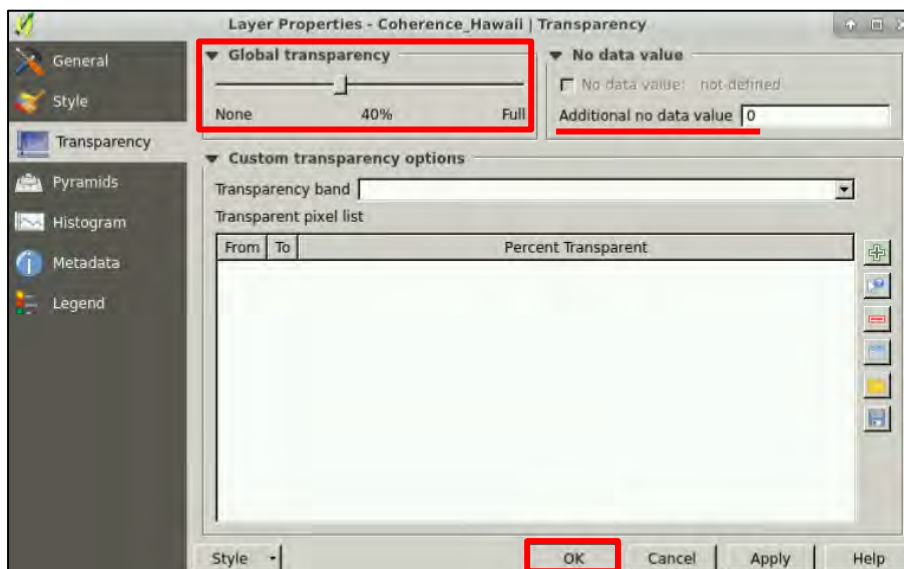 Layer Properties - Coherence_Hawaii | Transparency
General
Style
Transparency
Pyramids
Histogram
Metadata
Legend
Global transparency
None 40% Full
No data value
No data value: not defined
Additional no data value 0
Custom transparency options
Transparency band
Transparent pixel list
From To Percent Transparent
Style OK Cancel Apply Help